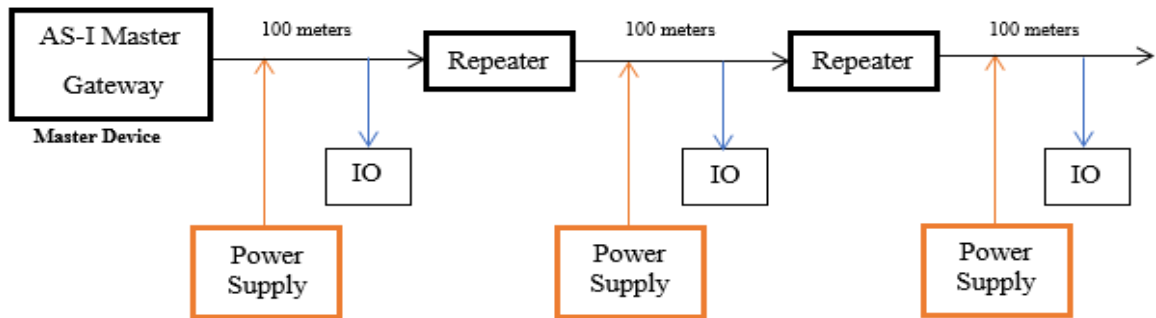 AS-I Master
Gateway
Master Device
100 meters
Repeater
100 meters
Repeater
100 meters
IO
IO
IO
Power
Supply
Power
Supply
Power
Supply